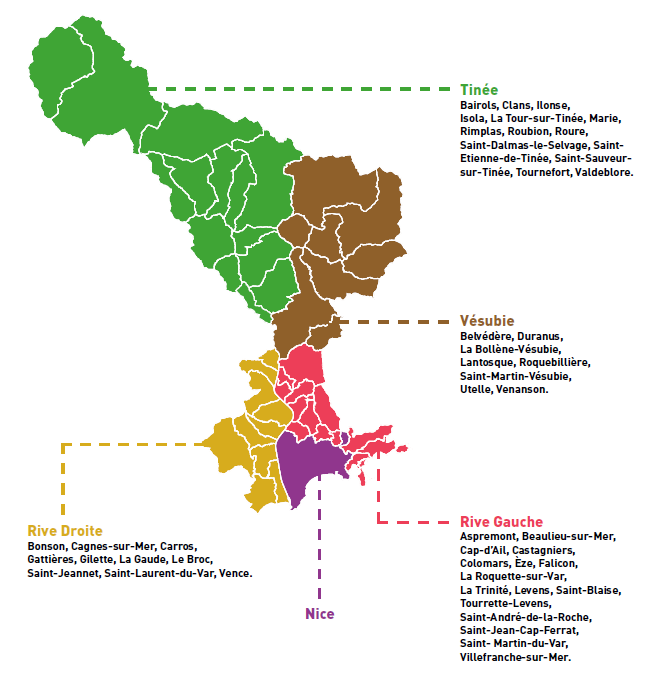 Tinée
Bairols, Clans, Ilonse,
Isola, La Tour-sur-Tinée, Marie,
Rimplas, Roubion, Roure,
Saint-Dalmas-le-Selvage, Saint-
Etienne-de-Tinée, Saint-Sauveur-
sur-Tinée, Tournefort, Valdeblore.
Vésubie
Belvédère, Duranus,
La Bollène-Vésubie,
Lantosque, Roquebillière,
Saint-Martin-Vésubie,
Utelle, Venanson.
Rive Droite
Bonson, Cagnes-sur-Mer, Carros,
Gattières, Gilette, La Gaude, Le Broc,
Saint-Jeannet, Saint-Laurent-du-Var, Vence.
Nice
Rive Gauche
Aspremont, Beaulieu-sur-Mer,
Cap-d'Ail, Castagniers,
Colomars, Èze, Falicon,
La Roquette-sur-Var,
La Trinité, Levens, Saint-Blaise,
Tourrette-Levens,
Saint-André-de-la-Roche,
Saint-Jean-Cap-Ferrat,
Saint- Martin-du-Var,
Villefranche-sur-Mer.